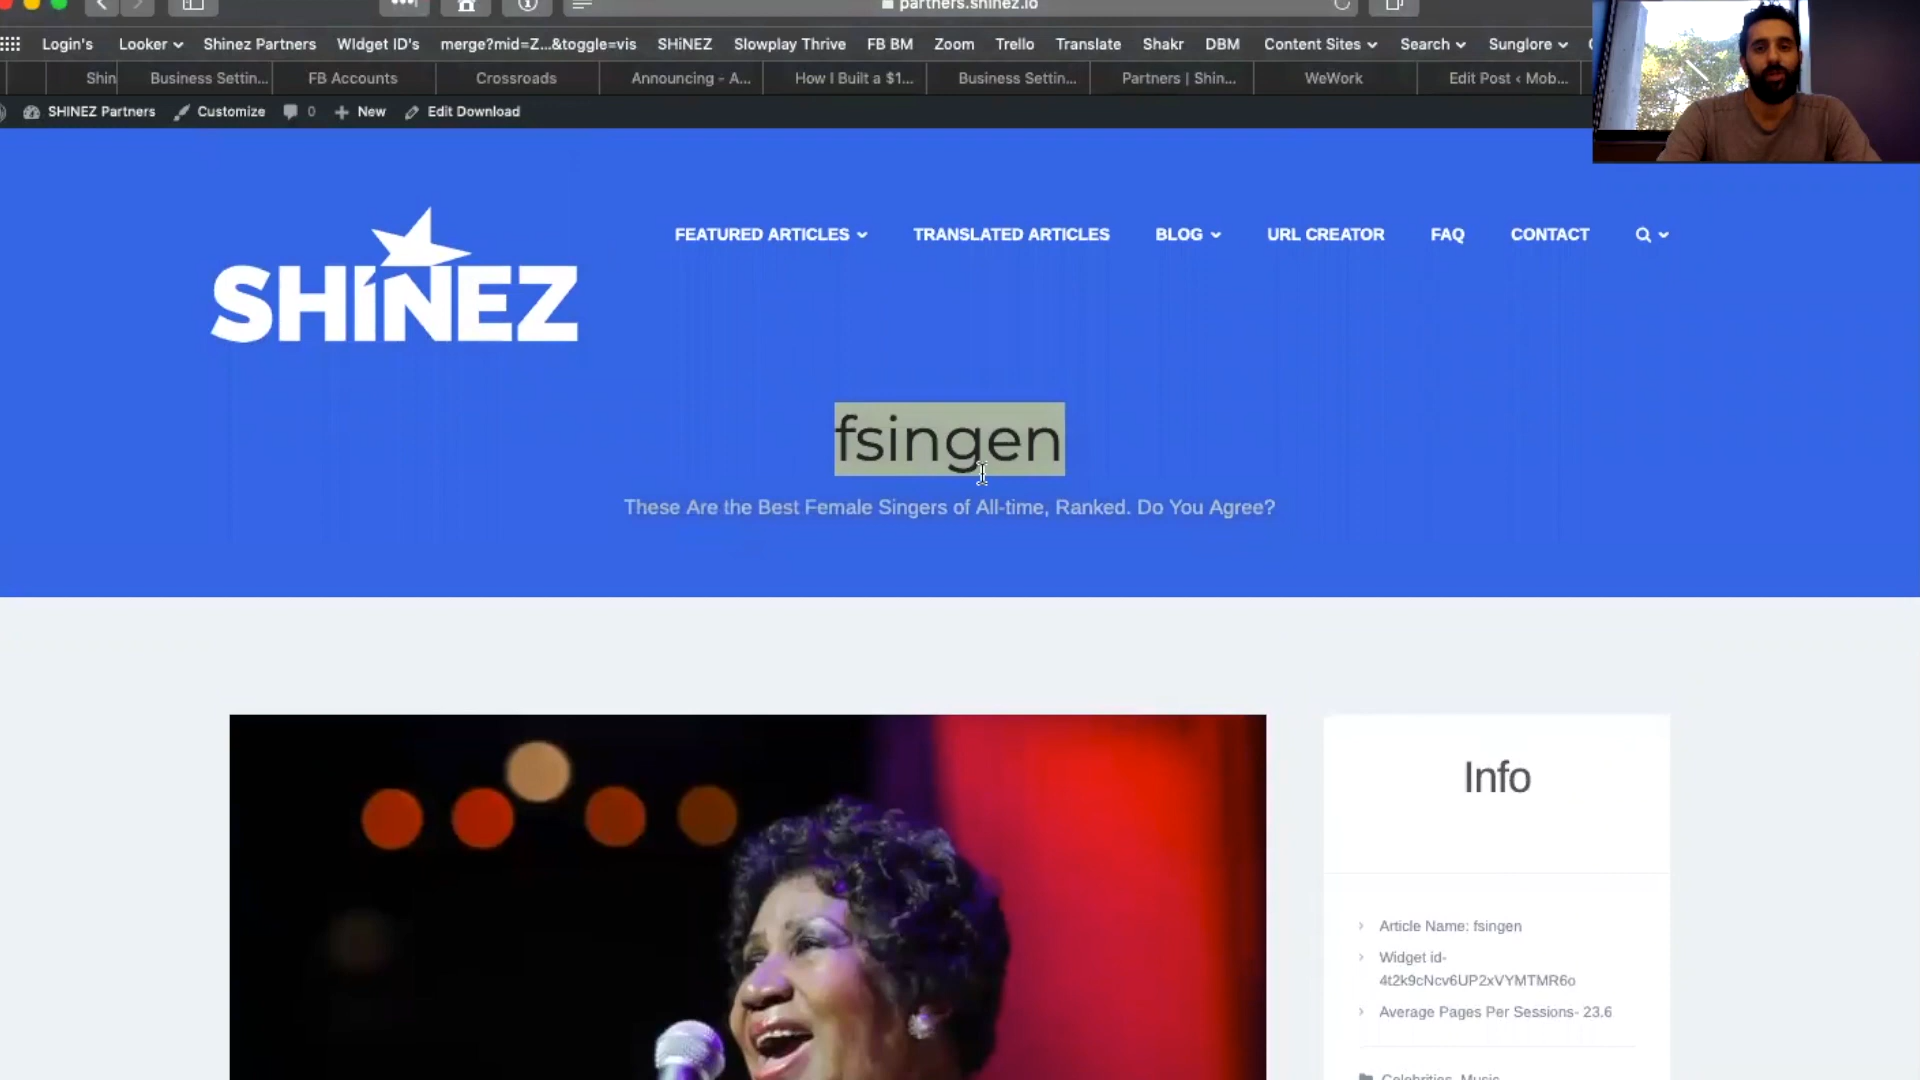 partners.shinez.io
Login's Looker Shinez Partners WIdget ID's merge?mid=Z...&toggle=vis SHiNEZ Slowplay Thrive FB BM Zoom Trello Translate Shakr DBM Content Sites Search Sunglore
Shin Business Settin... FB Accounts Crossroads Announcing - A... How I Built a $1... Business Settin... Partners | Shin... WeWork Edit Post ‹ Mob...
SHINEZ Partners Customize 0 New Edit Download
SHINEZ
FEATURED ARTICLES TRANSLATED ARTICLES BLOG URL CREATOR FAQ CONTACT
fsingen
These Are the Best Female Singers of All-time, Ranked. Do You Agree?
Info
Article Name: fsingen
Widget id-
4t2k9cNcv6UP2xVYMTMR6o
Average Pages Per Sessions- 23.6
Celebrities, Music